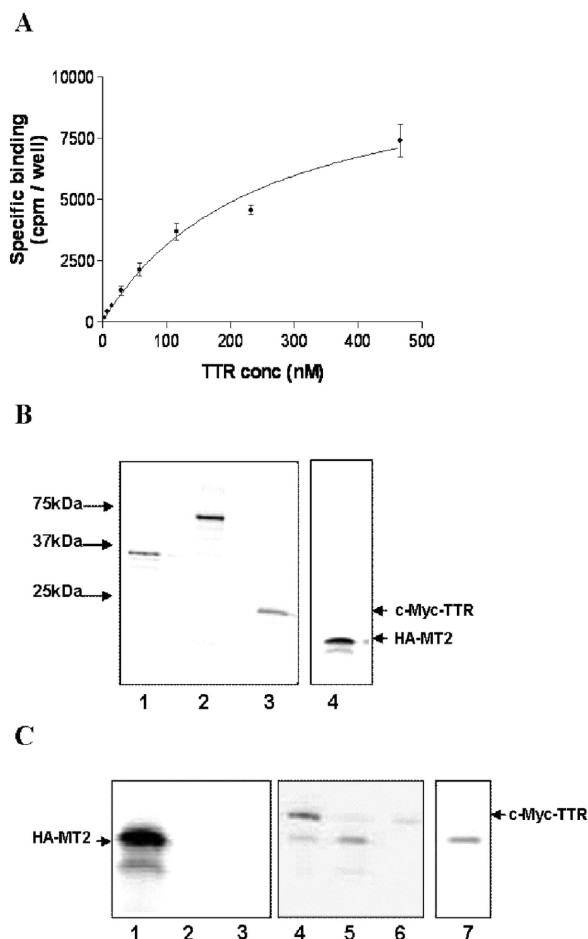 A
10000
7500
5000
2500
0
Specific binding
(cpm / well)
0 100 200 300 400 500
TTR conc (nM)
B
75kDa
37kDa
25kDa
c-Myc-TTR
HA-MT2
1 2 3 4
C
c-Myc-TTR
HA-MT2
1 2 3 4 5 6 7